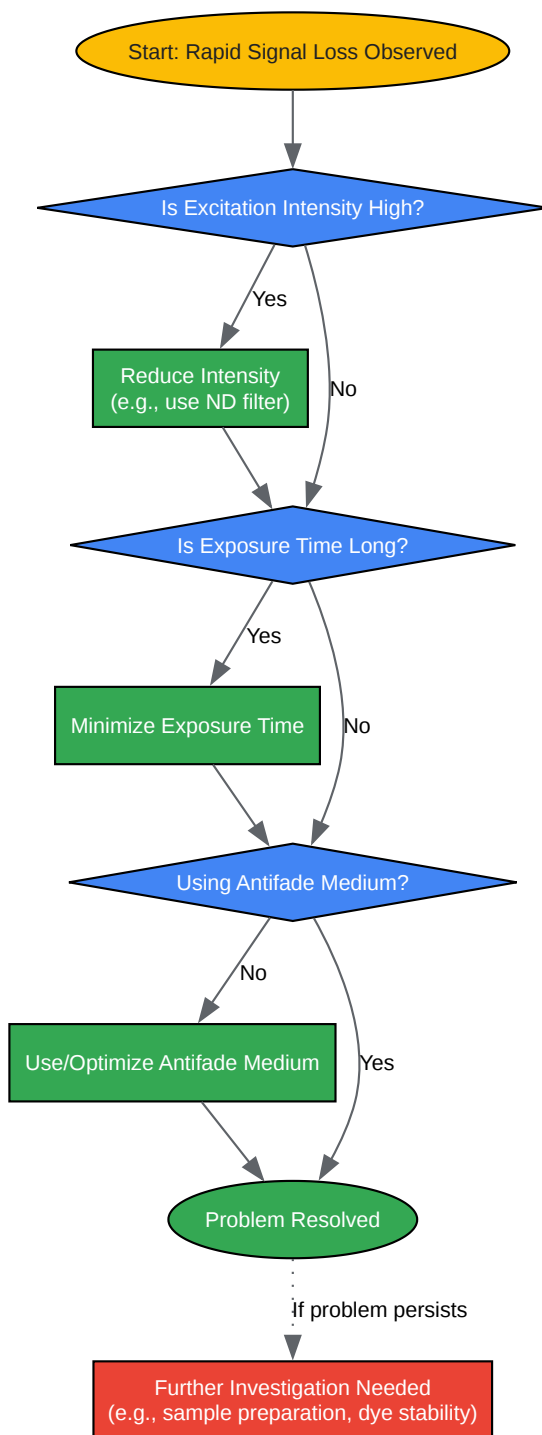 Start: Rapid Signal Loss Observed
Is Excitation Intensity High?
Yes
Reduce Intensity
(e.g., use ND filter)
No
Is Exposure Time Long?
Yes
Minimize Exposure Time
No
Using Antifade Medium?
No
Use/Optimize Antifade Medium
Yes
Problem Resolved
If problem persists
Further Investigation Needed
(e.g., sample preparation, dye stability)